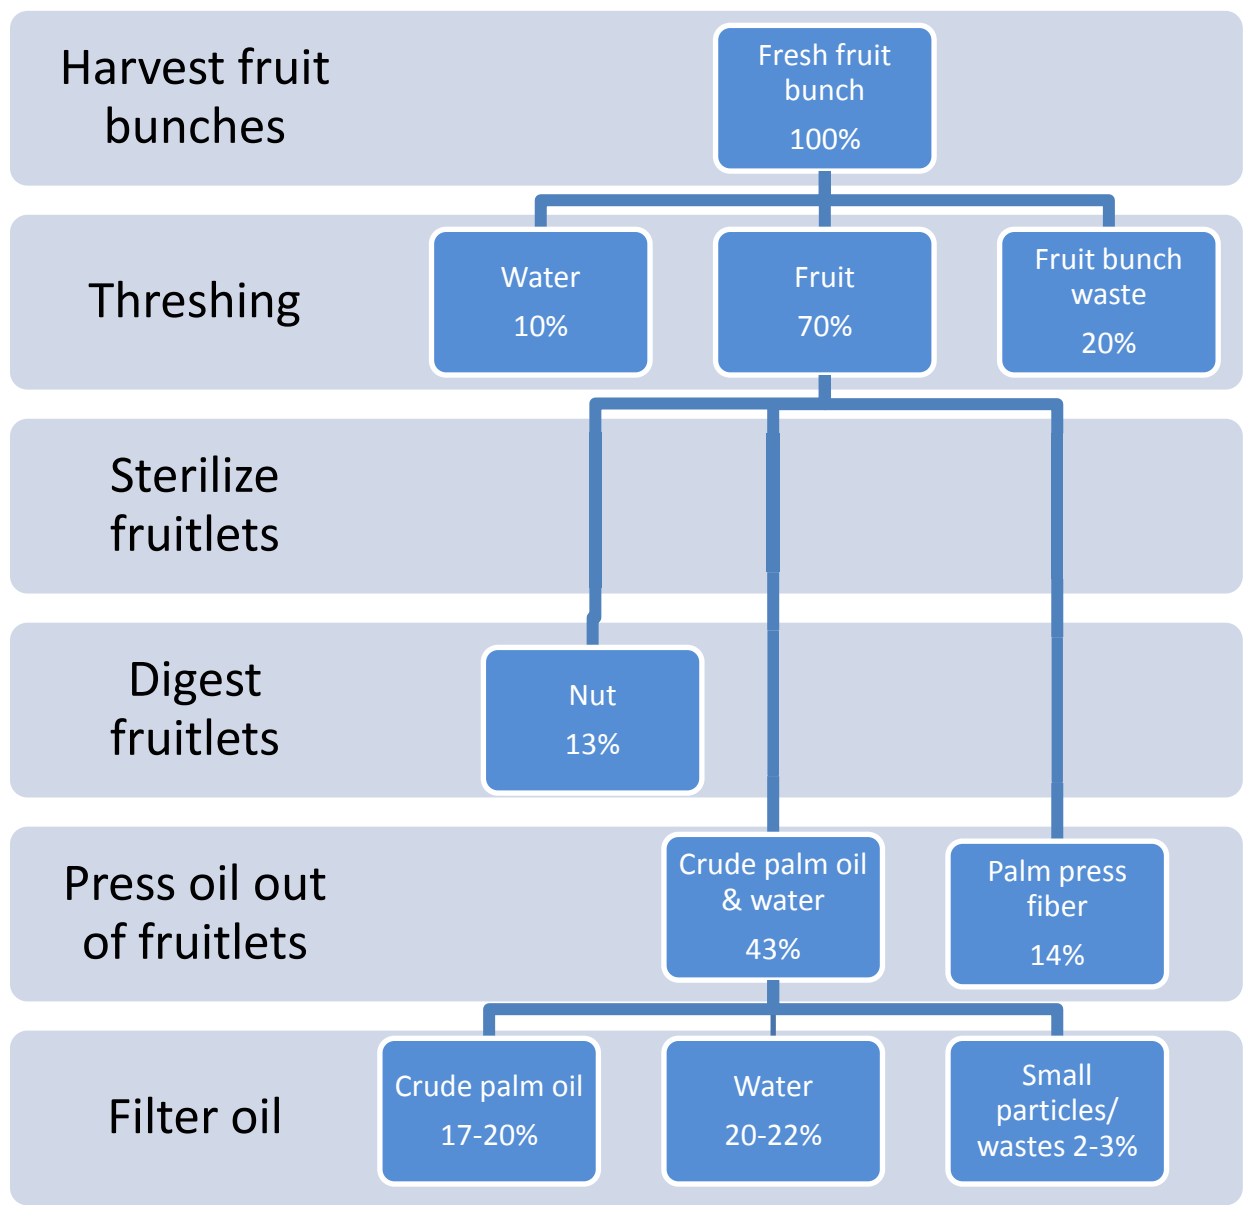 Harvest fruit
bunches
Fresh fruit
bunch
100%
Threshing
Water
10%
Fruit
70%
Fruit bunch
waste
20%
Sterilize
fruitlets
Digest
fruitlets
Nut
13%
Press oil out
of fruitlets
Crude palm oil
& water
43%
Palm press
fiber
14%
Filter oil
Crude palm oil
17-20%
Water
20-22%
Small
particles/
wastes 2-3%